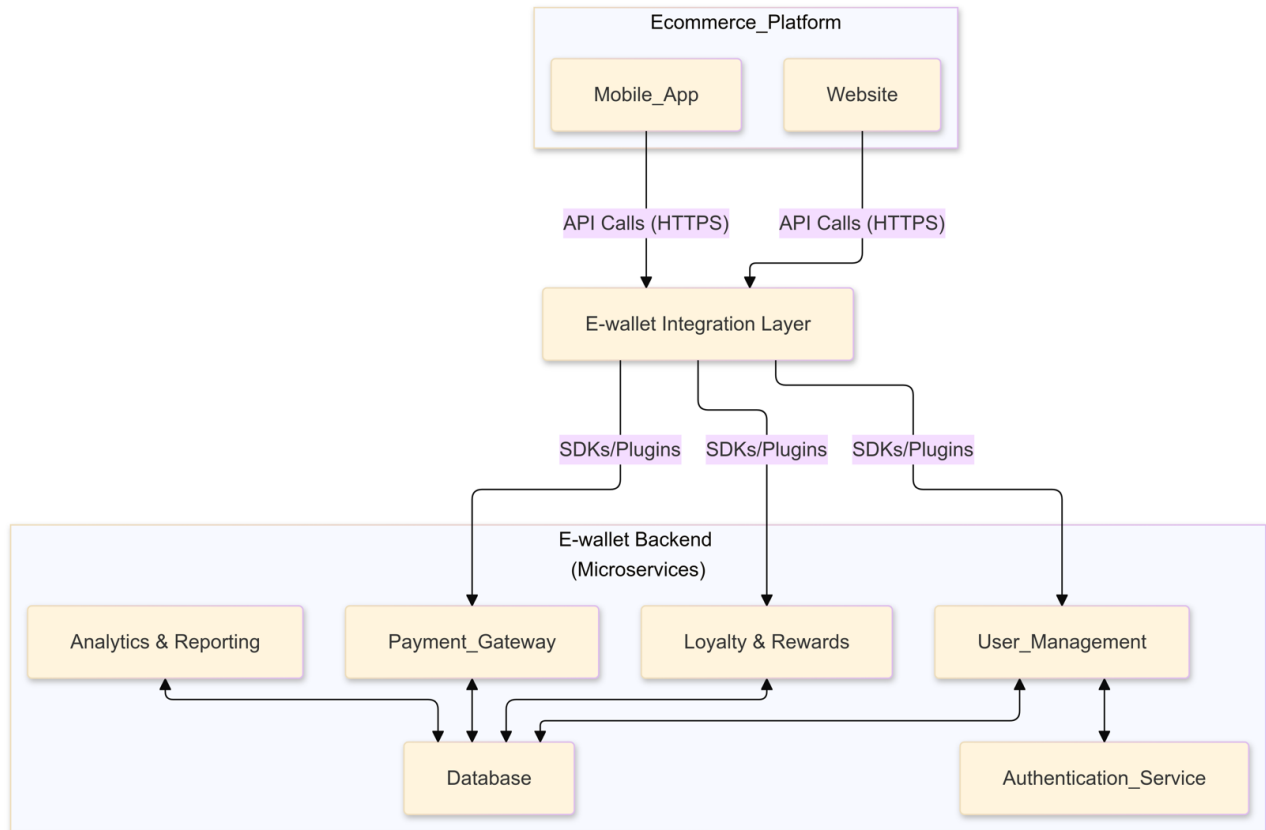 Ecommerce_Platform
Mobile_App
Website
API Calls (HTTPS)
API Calls (HTTPS)
E-wallet Integration Layer
SDKs/Plugins
SDKs/Plugins
SDKs/Plugins
E-wallet Backend
(Microservices)
Analytics & Reporting
Payment_Gateway
Loyalty & Rewards
User_Management
Database
Authentication_Service